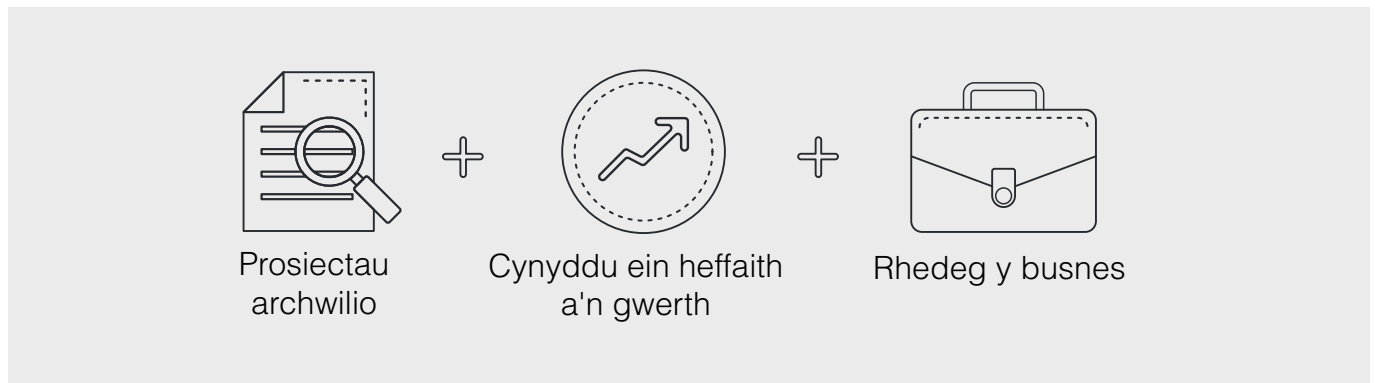 Prosiectau
archwilio
Cynyddu ein heffaith
a'n gwerth
Rhedeg y busnes